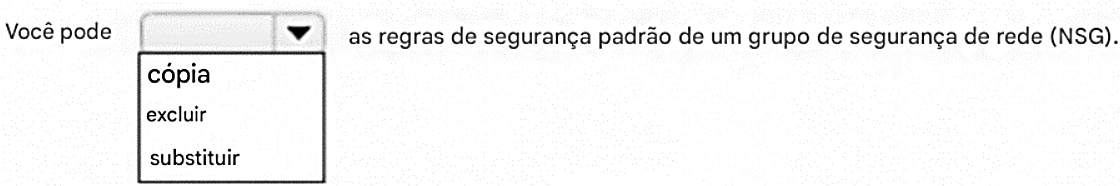 Você pode ▼ as regras de segurança padrão de um grupo de segurança de rede (NSG).
cópia
excluir
substituir